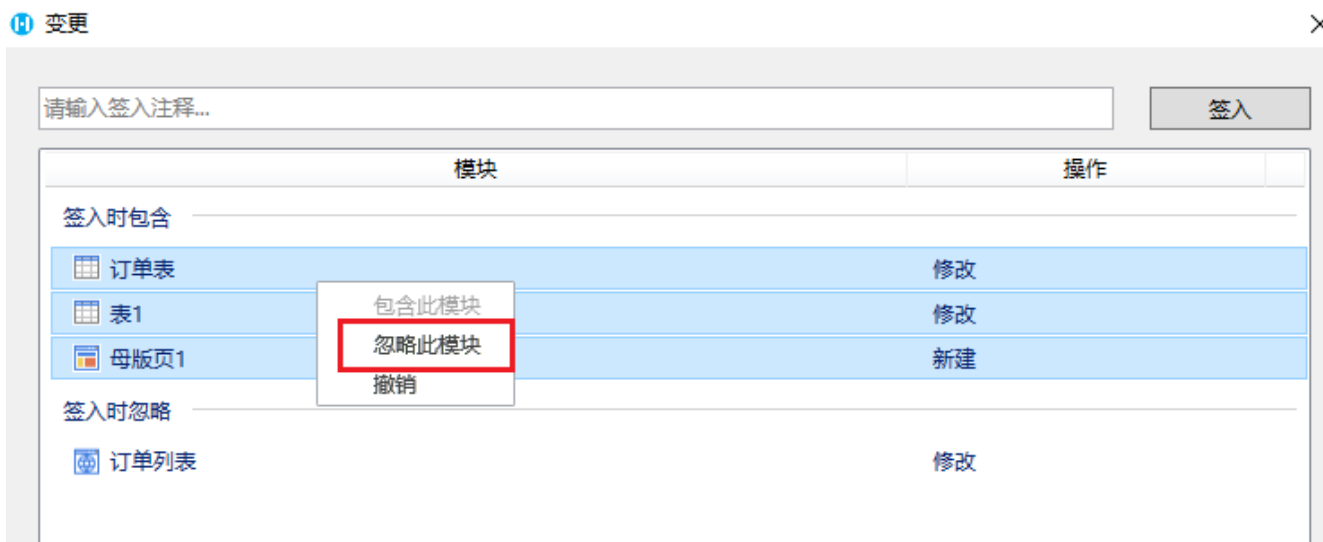 变更
请输入签入注释...
签入
模块 操作
签入时包含
订单表 修改
包含此模块
表1 修改
忽略此模块
母版页1 新建
撤销
签入时忽略
订单列表 修改